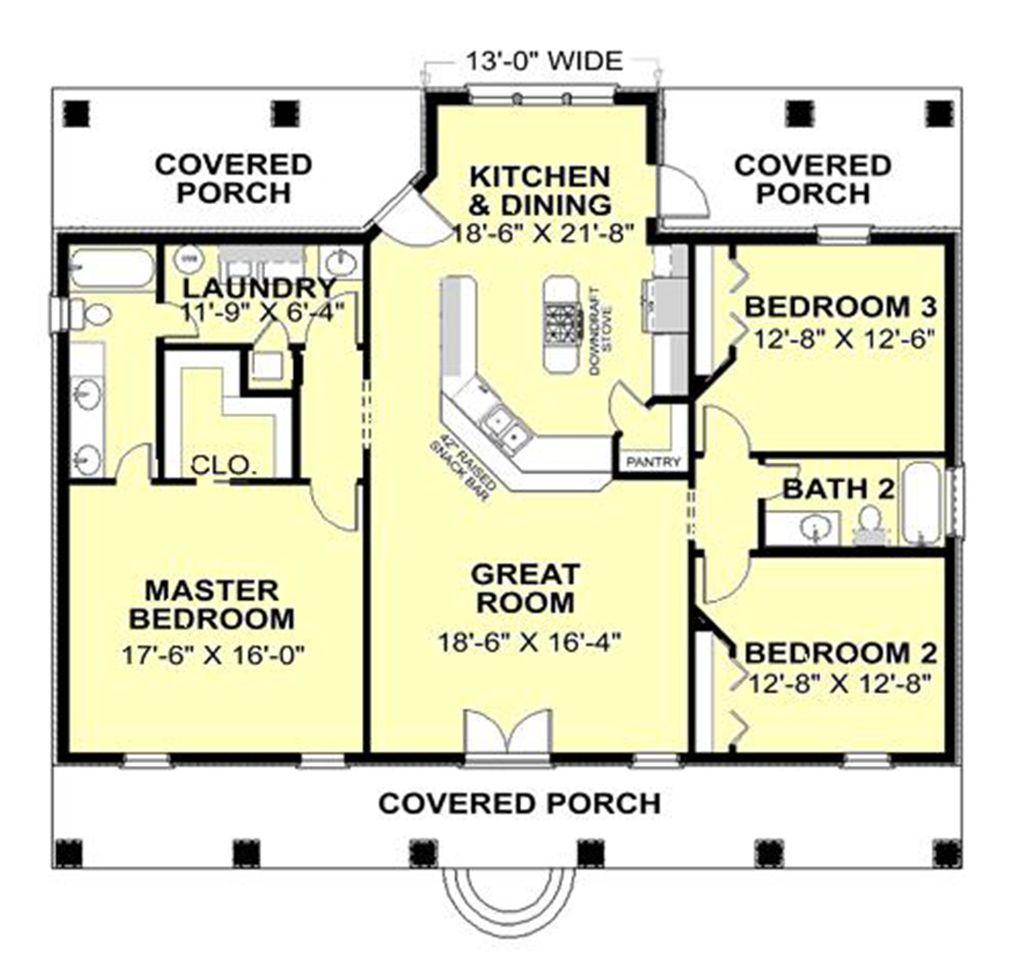 13'-0" WIDE
COVERED
PORCH
KITCHEN
& DINING
18'-6" X 21'-8"
COVERED
PORCH
LAUNDRY
11'-9" X 6'-4"
DOWNDRAFT
STOVE
BEDROOM 3
12'-8" X 12'-6"
CLO.
42" RAISED
SNACK BAR
PANTRY
BATH 2
MASTER
BEDROOM
17'-6" X 16'-0"
GREAT
ROOM
18'-6" X 16'-4"
BEDROOM 2
12'-8" X 12'-8"
COVERED PORCH